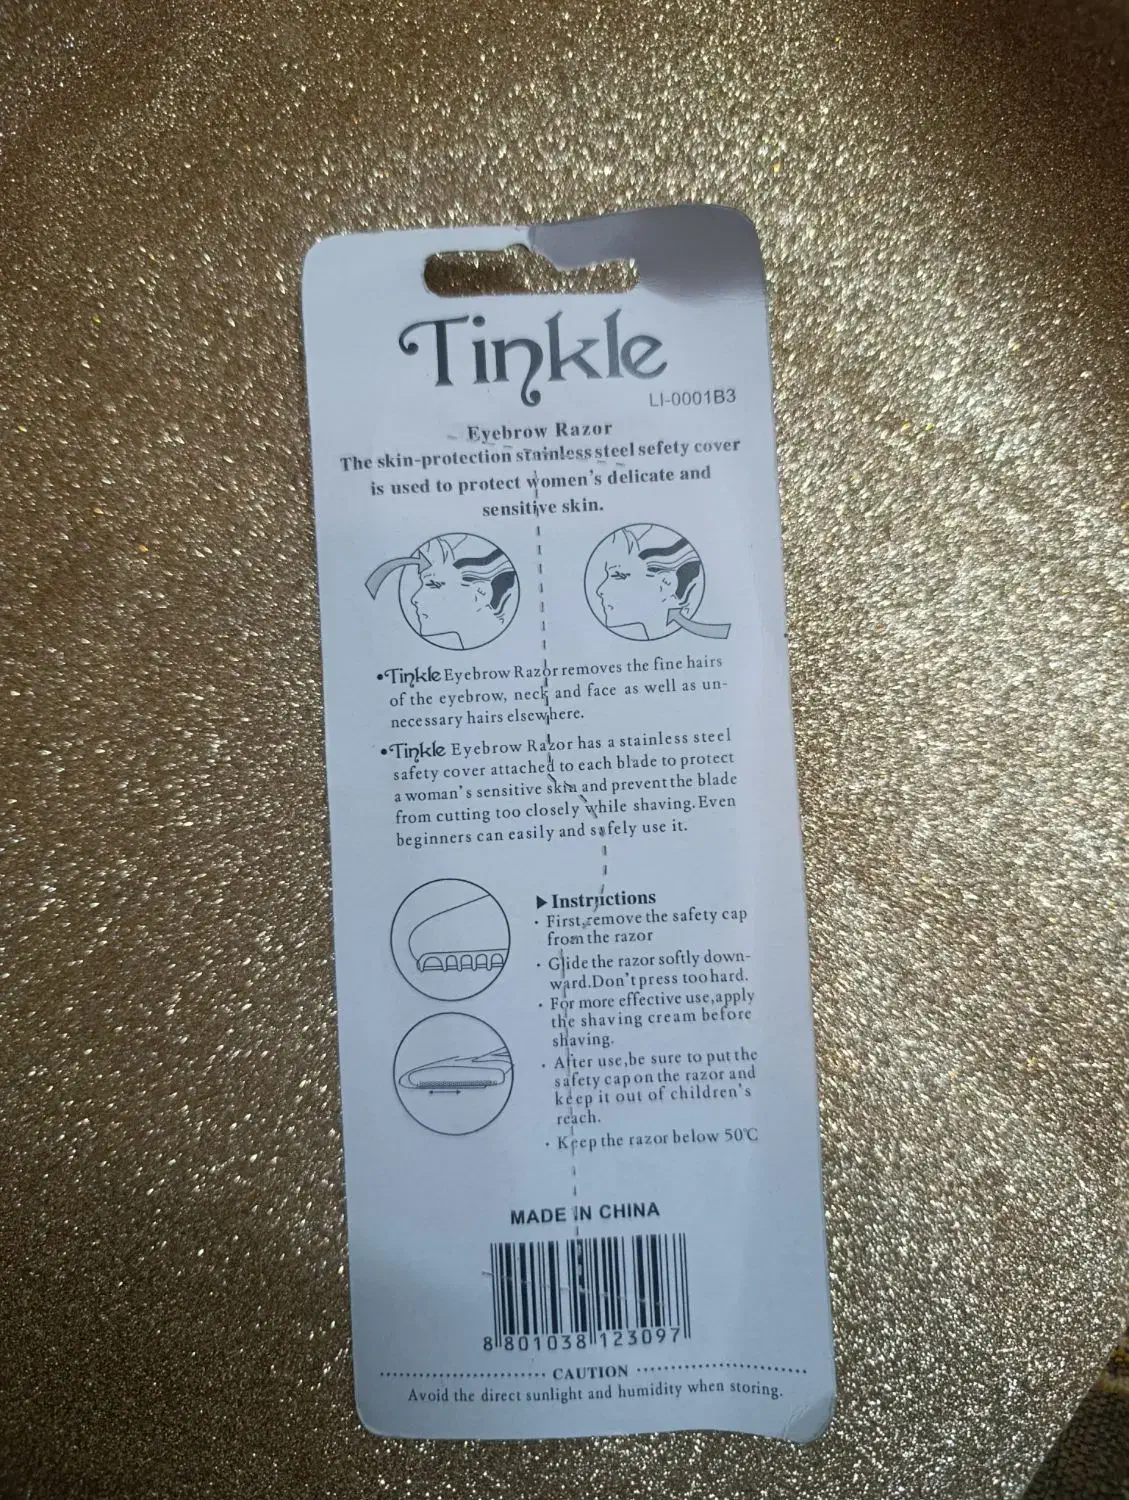 Tinkle
LI-0001B3
Eyebrow Razor
The skin-protection stainless steel sefety cover
is used to protect women's delicate and
sensitive skin.
•Tinkle Eyebrow Razor removes the fine hairs
of the eyebrow, neck and face as well as un-
necessary hairs elsewhere.
•Tinkle Eyebrow Razor has a stainless steel
safety cover attached to each blade to protect
a woman's sensitive skin and prevent the blade
from cutting too closely while shaving.Even
beginners can easily and safely use it.
▶ Instructions
· First,remove the safety cap
from the razor
· Glide the razor softly down-
ward.Don't press too hard.
· For more effective use,apply
the shaving cream before
shaving.
· After use,be sure to put the
safety cap on the razor and
keep it out of children's
reach.
· Keep the razor below 50℃
MADE IN CHINA
8 801038 123097
CAUTION
Avoid the direct sunlight and humidity when storing.